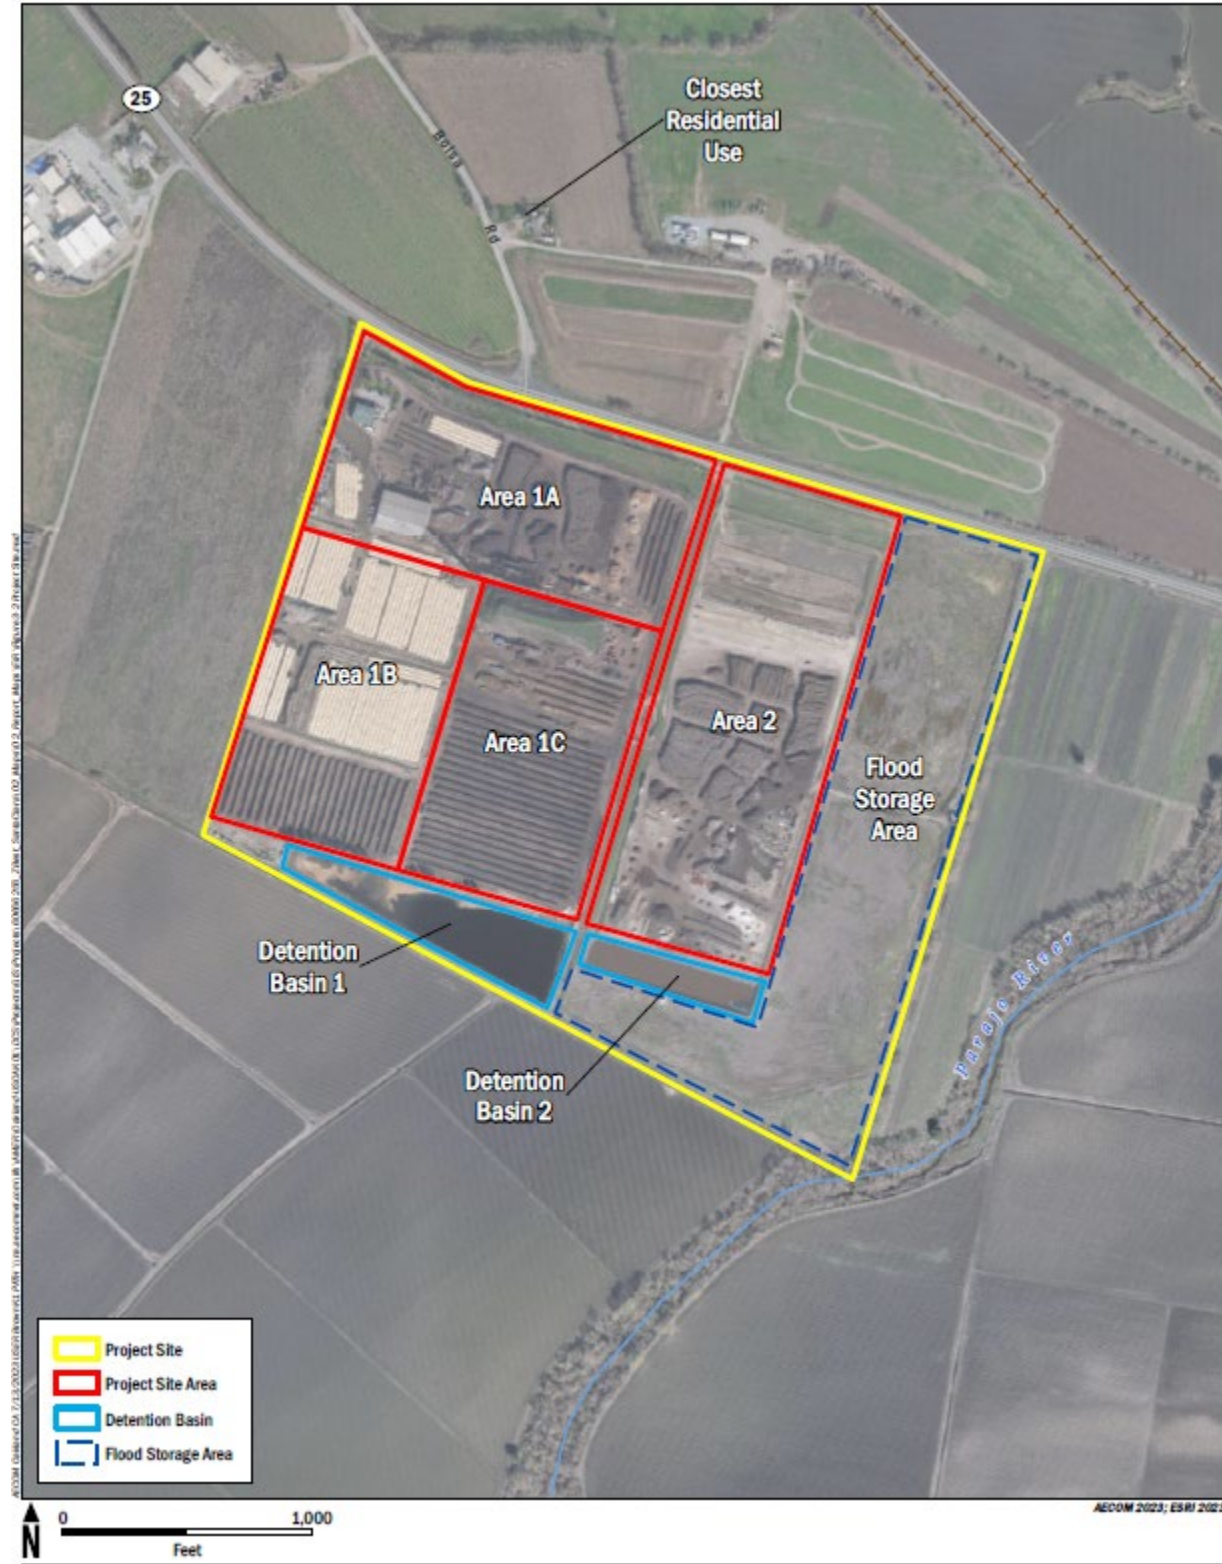 25
Bolsa Rd
Closest
Residential
Use
Area 1A
Area 1B
Area 1C
Area 2
Flood
Storage
Area
Detention
Basin 1
Detention
Basin 2
Pajaro River
Project Site
Project Site Area
Detention Basin
Flood Storage Area
N
0 1,000
Feet
AECOM 2023; ESRI 2023